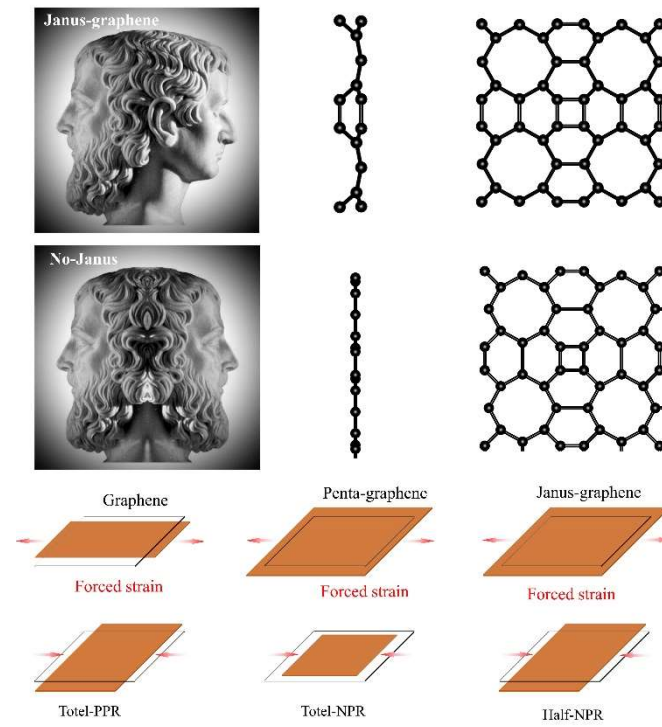 Janus-graphene
No-Janus
Graphene
Penta-graphene
Janus-graphene
Forced strain
Forced strain
Forced strain
Totel-PPR
Totel-NPR
Half-NPR